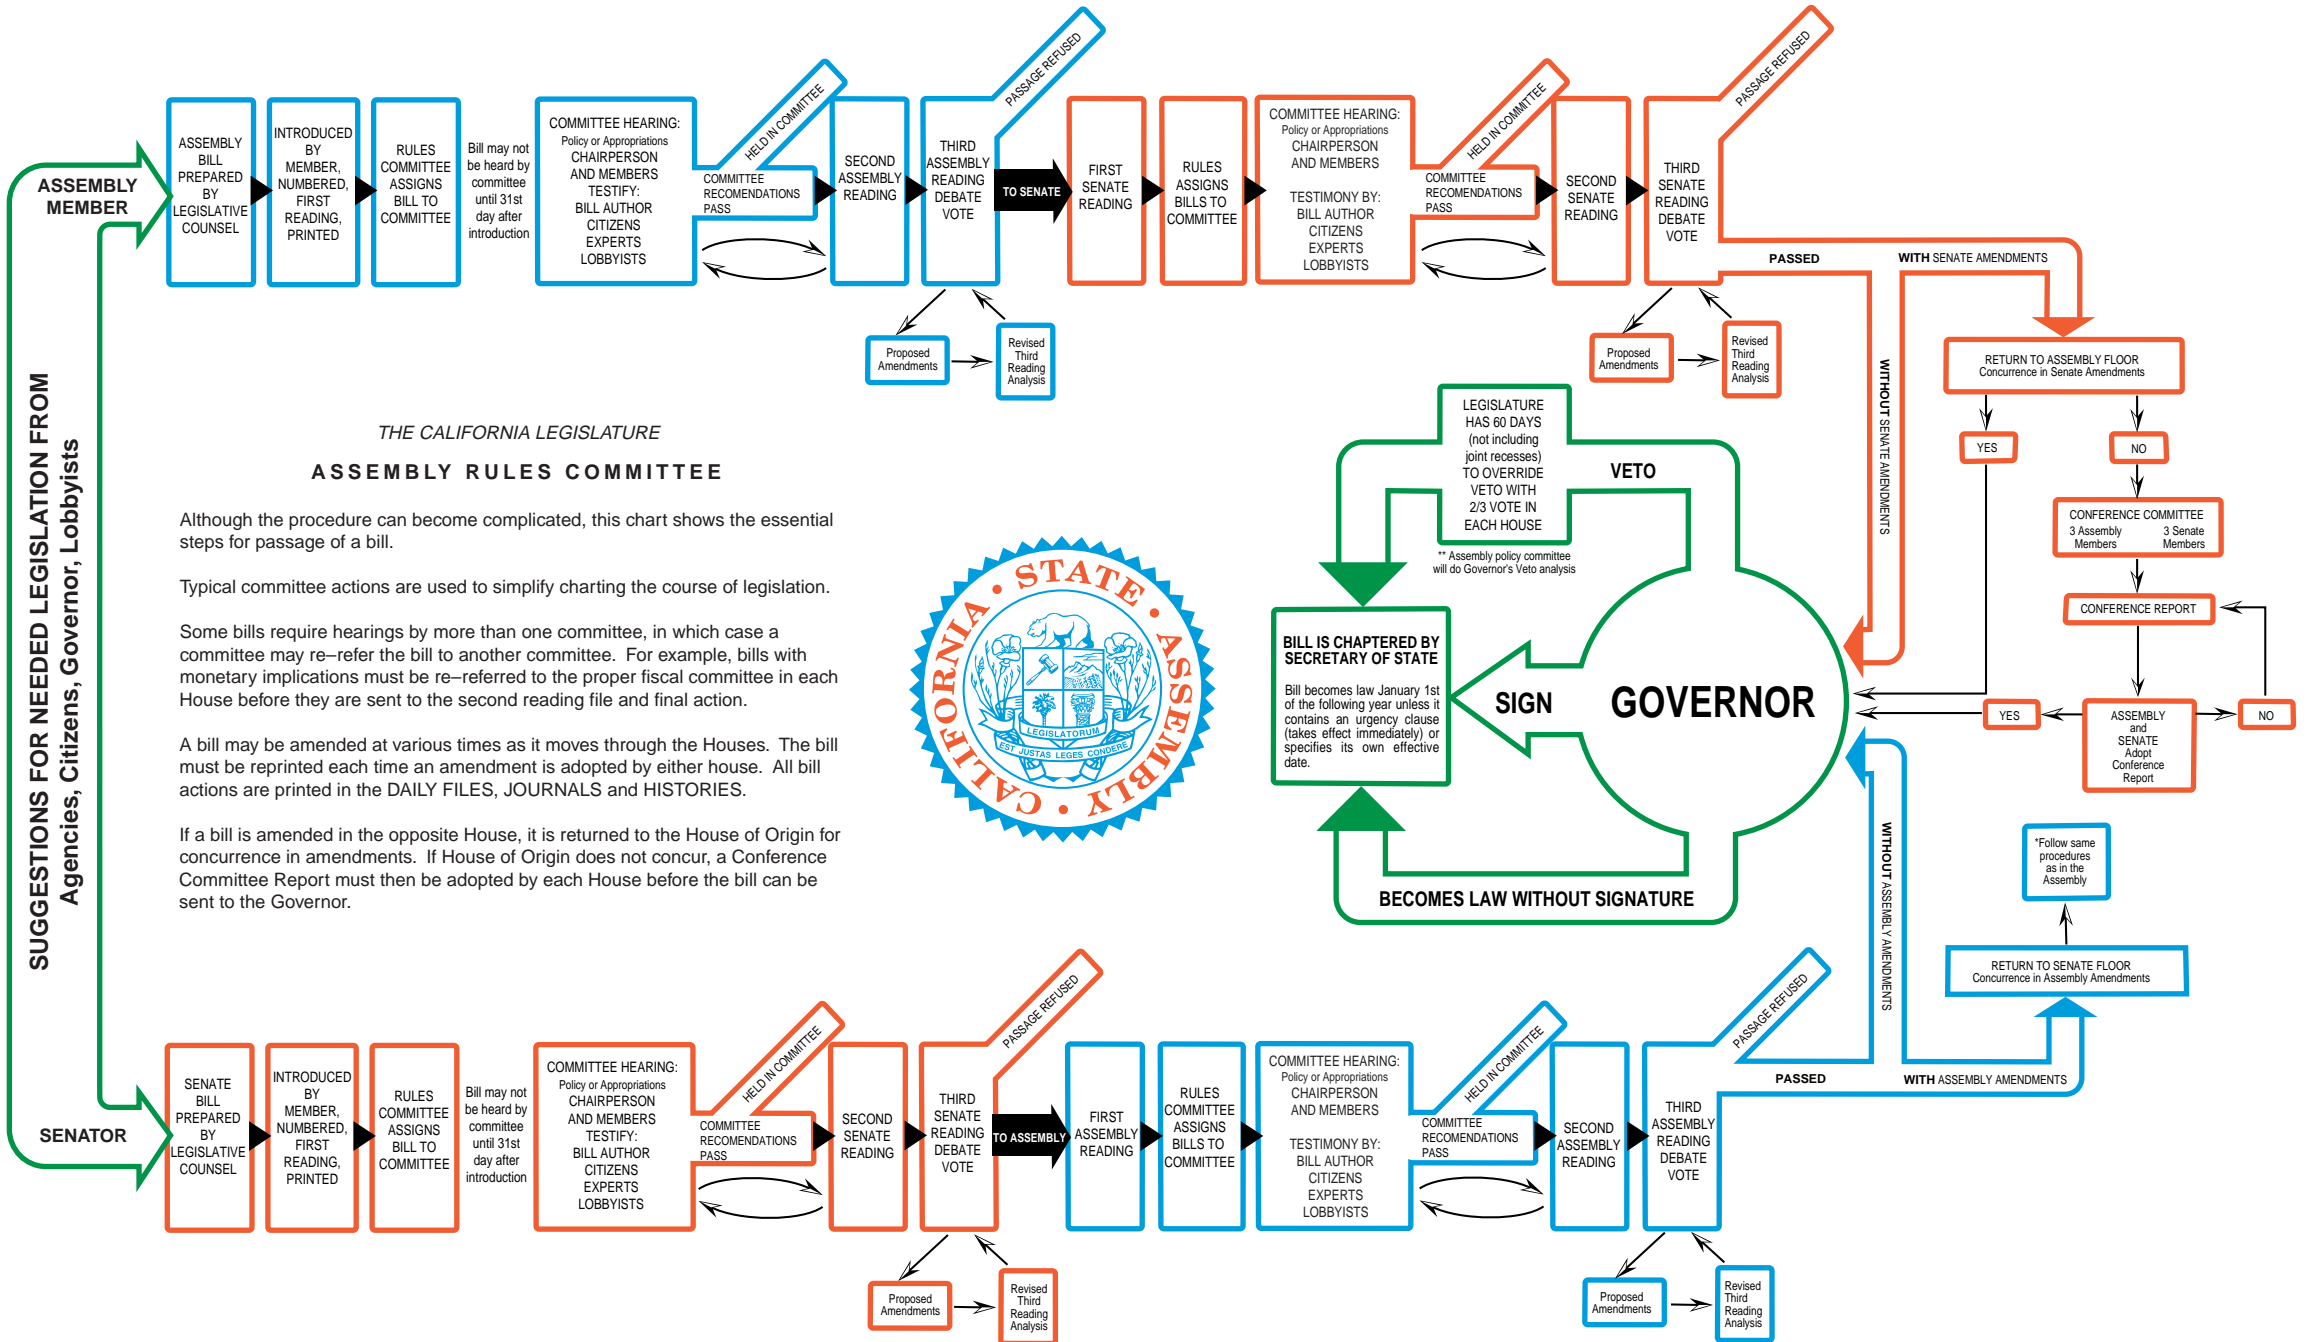 SUGGESTIONS FOR NEEDED LEGISLATION FROM
Agencies, Citizens, Governor, Lobbyists
ASSEMBLY
MEMBER
ASSEMBLY
BILL
PREPARED
BY
LEGISLATIVE
COUNSEL
INTRODUCED
BY
MEMBER,
NUMBERED,
FIRST
READING,
PRINTED
RULES
COMMITTEE
ASSIGNS
BILL TO
COMMITTEE
Bill may not
be heard by
committee
until 31st
day after
introduction
COMMITTEE HEARING:
Policy or Appropriations
CHAIRPERSON
AND MEMBERS
TESTIFY:
BILL AUTHOR
CITIZENS
EXPERTS
LOBBYISTS
HELD IN COMMITTEE
COMMITTEE
RECOMENDATIONS
PASS
SECOND
ASSEMBLY
READING
THIRD
ASSEMBLY
READING
DEBATE
VOTE
PASSAGE REFUSED
Proposed
Amendments
Revised
Third
Reading
Analysis
TO SENATE
FIRST
SENATE
READING
RULES
ASSIGNS
BILLS TO
COMMITTEE
COMMITTEE HEARING:
Policy or Appropriations
CHAIRPERSON
AND MEMBERS
TESTIMONY BY:
BILL AUTHOR
CITIZENS
EXPERTS
LOBBYISTS
HELD IN COMMITTEE
COMMITTEE
RECOMENDATIONS
PASS
SECOND
SENATE
READING
THIRD
SENATE
READING
DEBATE
VOTE
PASSAGE REFUSED
Proposed
Amendments
Revised
Third
Reading
Analysis
PASSED
WITH SENATE AMENDMENTS
WITHOUT SENATE AMENDMENTS
RETURN TO ASSEMBLY FLOOR
Concurrence in Senate Amendments
YES
NO
CONFERENCE COMMITTEE
3 Assembly
Members
3 Senate
Members
CONFERENCE REPORT
YES
ASSEMBLY
and
SENATE
Adopt
Conference
Report
NO
THE CALIFORNIA LEGISLATURE
ASSEMBLY RULES COMMITTEE
Although the procedure can become complicated, this chart shows the essential
steps for passage of a bill.
Typical committee actions are used to simplify charting the course of legislation.
Some bills require hearings by more than one committee, in which case a
committee may re–refer the bill to another committee. For example, bills with
monetary implications must be re–referred to the proper fiscal committee in each
House before they are sent to the second reading file and final action.
A bill may be amended at various times as it moves through the Houses. The bill
must be reprinted each time an amendment is adopted by either house. All bill
actions are printed in the DAILY FILES, JOURNALS and HISTORIES.
If a bill is amended in the opposite House, it is returned to the House of Origin for
concurrence in amendments. If House of Origin does not concur, a Conference
Committee Report must then be adopted by each House before the bill can be
sent to the Governor.
CALIFORNIA • STATE • ASSEMBLY •
LEGISLATORUM
EST JUSTAS LEGES CONDERE
LEGISLATURE
HAS 60 DAYS
(not including
joint recesses)
TO OVERRIDE
VETO WITH
2/3 VOTE IN
EACH HOUSE
** Assembly policy committee
will do Governor's Veto analysis
VETO
BILL IS CHAPTERED BY
SECRETARY OF STATE
Bill becomes law January 1st
of the following year unless it
contains an urgency clause
(takes effect immediately) or
specifies its own effective
date.
SIGN
GOVERNOR
BECOMES LAW WITHOUT SIGNATURE
SENATOR
SENATE
BILL
PREPARED
BY
LEGISLATIVE
COUNSEL
INTRODUCED
BY
MEMBER,
NUMBERED,
FIRST
READING,
PRINTED
RULES
COMMITTEE
ASSIGNS
BILL TO
COMMITTEE
Bill may not
be heard by
committee
until 31st
day after
introduction
COMMITTEE HEARING:
Policy or Appropriations
CHAIRPERSON
AND MEMBERS
TESTIFY:
BILL AUTHOR
CITIZENS
EXPERTS
LOBBYISTS
HELD IN COMMITTEE
COMMITTEE
RECOMENDATIONS
PASS
SECOND
SENATE
READING
THIRD
SENATE
READING
DEBATE
VOTE
PASSAGE REFUSED
Proposed
Amendments
Revised
Third
Reading
Analysis
TO ASSEMBLY
FIRST
ASSEMBLY
READING
RULES
COMMITTEE
ASSIGNS
BILLS TO
COMMITTEE
COMMITTEE HEARING:
Policy or Appropriations
CHAIRPERSON
AND MEMBERS
TESTIMONY BY:
BILL AUTHOR
CITIZENS
EXPERTS
LOBBYISTS
HELD IN COMMITTEE
COMMITTEE
RECOMENDATIONS
PASS
SECOND
ASSEMBLY
READING
THIRD
ASSEMBLY
READING
DEBATE
VOTE
PASSAGE REFUSED
Proposed
Amendments
Revised
Third
Reading
Analysis
PASSED
WITH ASSEMBLY AMENDMENTS
WITHOUT ASSEMBLY AMENDMENTS
RETURN TO SENATE FLOOR
Concurrence in Assembly Amendments
*Follow same
procedures
as in the
Assembly